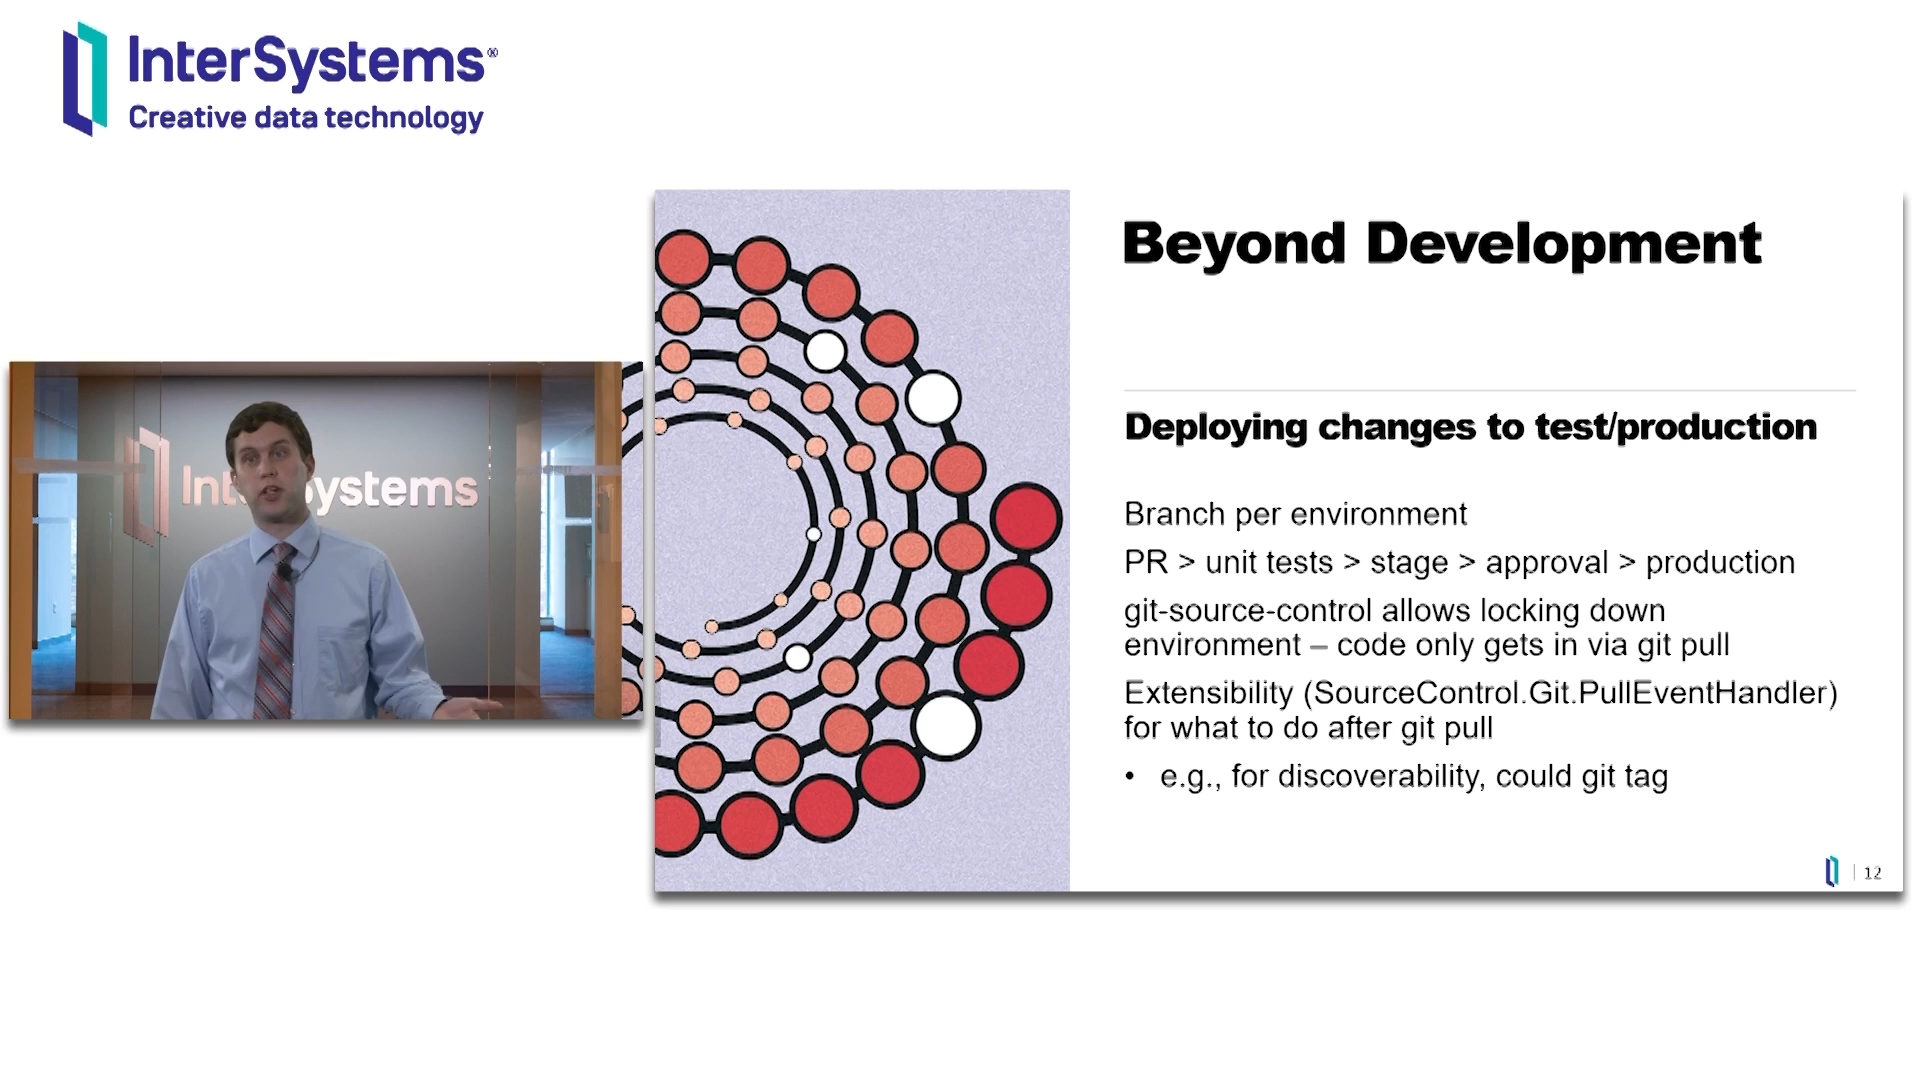 InterSystems®
Creative data technology
InterSystems
Beyond Development
Deploying changes to test/production
Branch per environment
PR > unit tests > stage > approval > production
git-source-control allows locking down
environment – code only gets in via git pull
Extensibility (SourceControl.Git.PullEventHandler)
for what to do after git pull
• e.g., for discoverability, could git tag
12